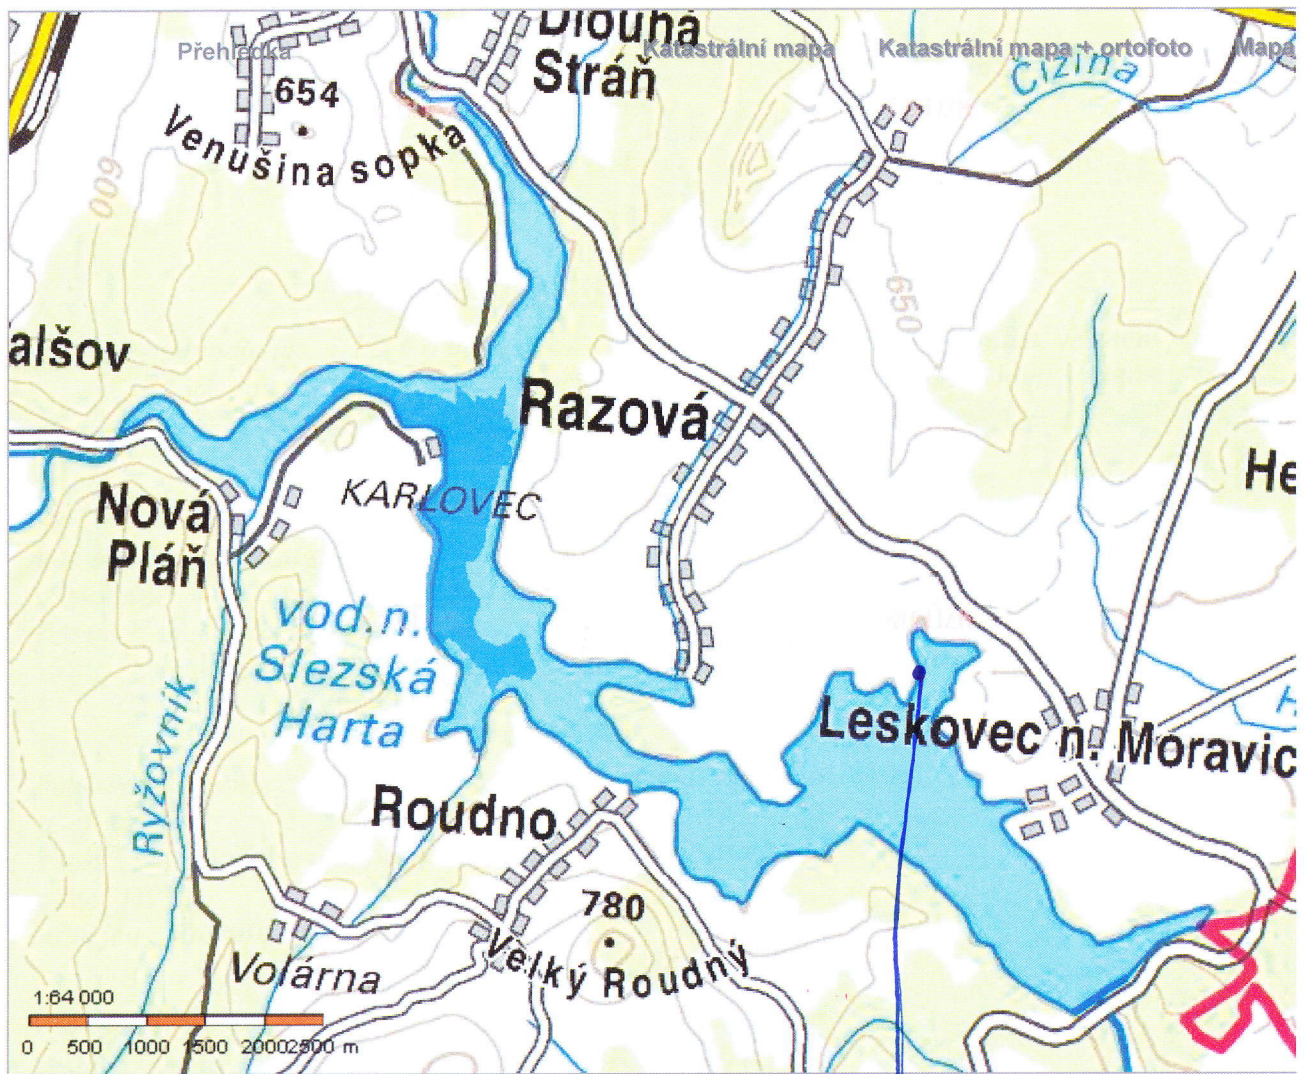 Dlouhá
Stráň
Přehledka
Katastrální mapa
Katastrální mapa + ortofoto
Mapa
Čižina
654
Venušina sopka
600
650
alšov
Razová
He
KARLOVEC
Nová
Pláň
vod.n.
Slezská
Harta
Ryžovník
Leskovec n. Moravic
H
Roudno
780
Velký Roudný
Volárna
1:64 000
0 500 1000 1500 2000 2500 m